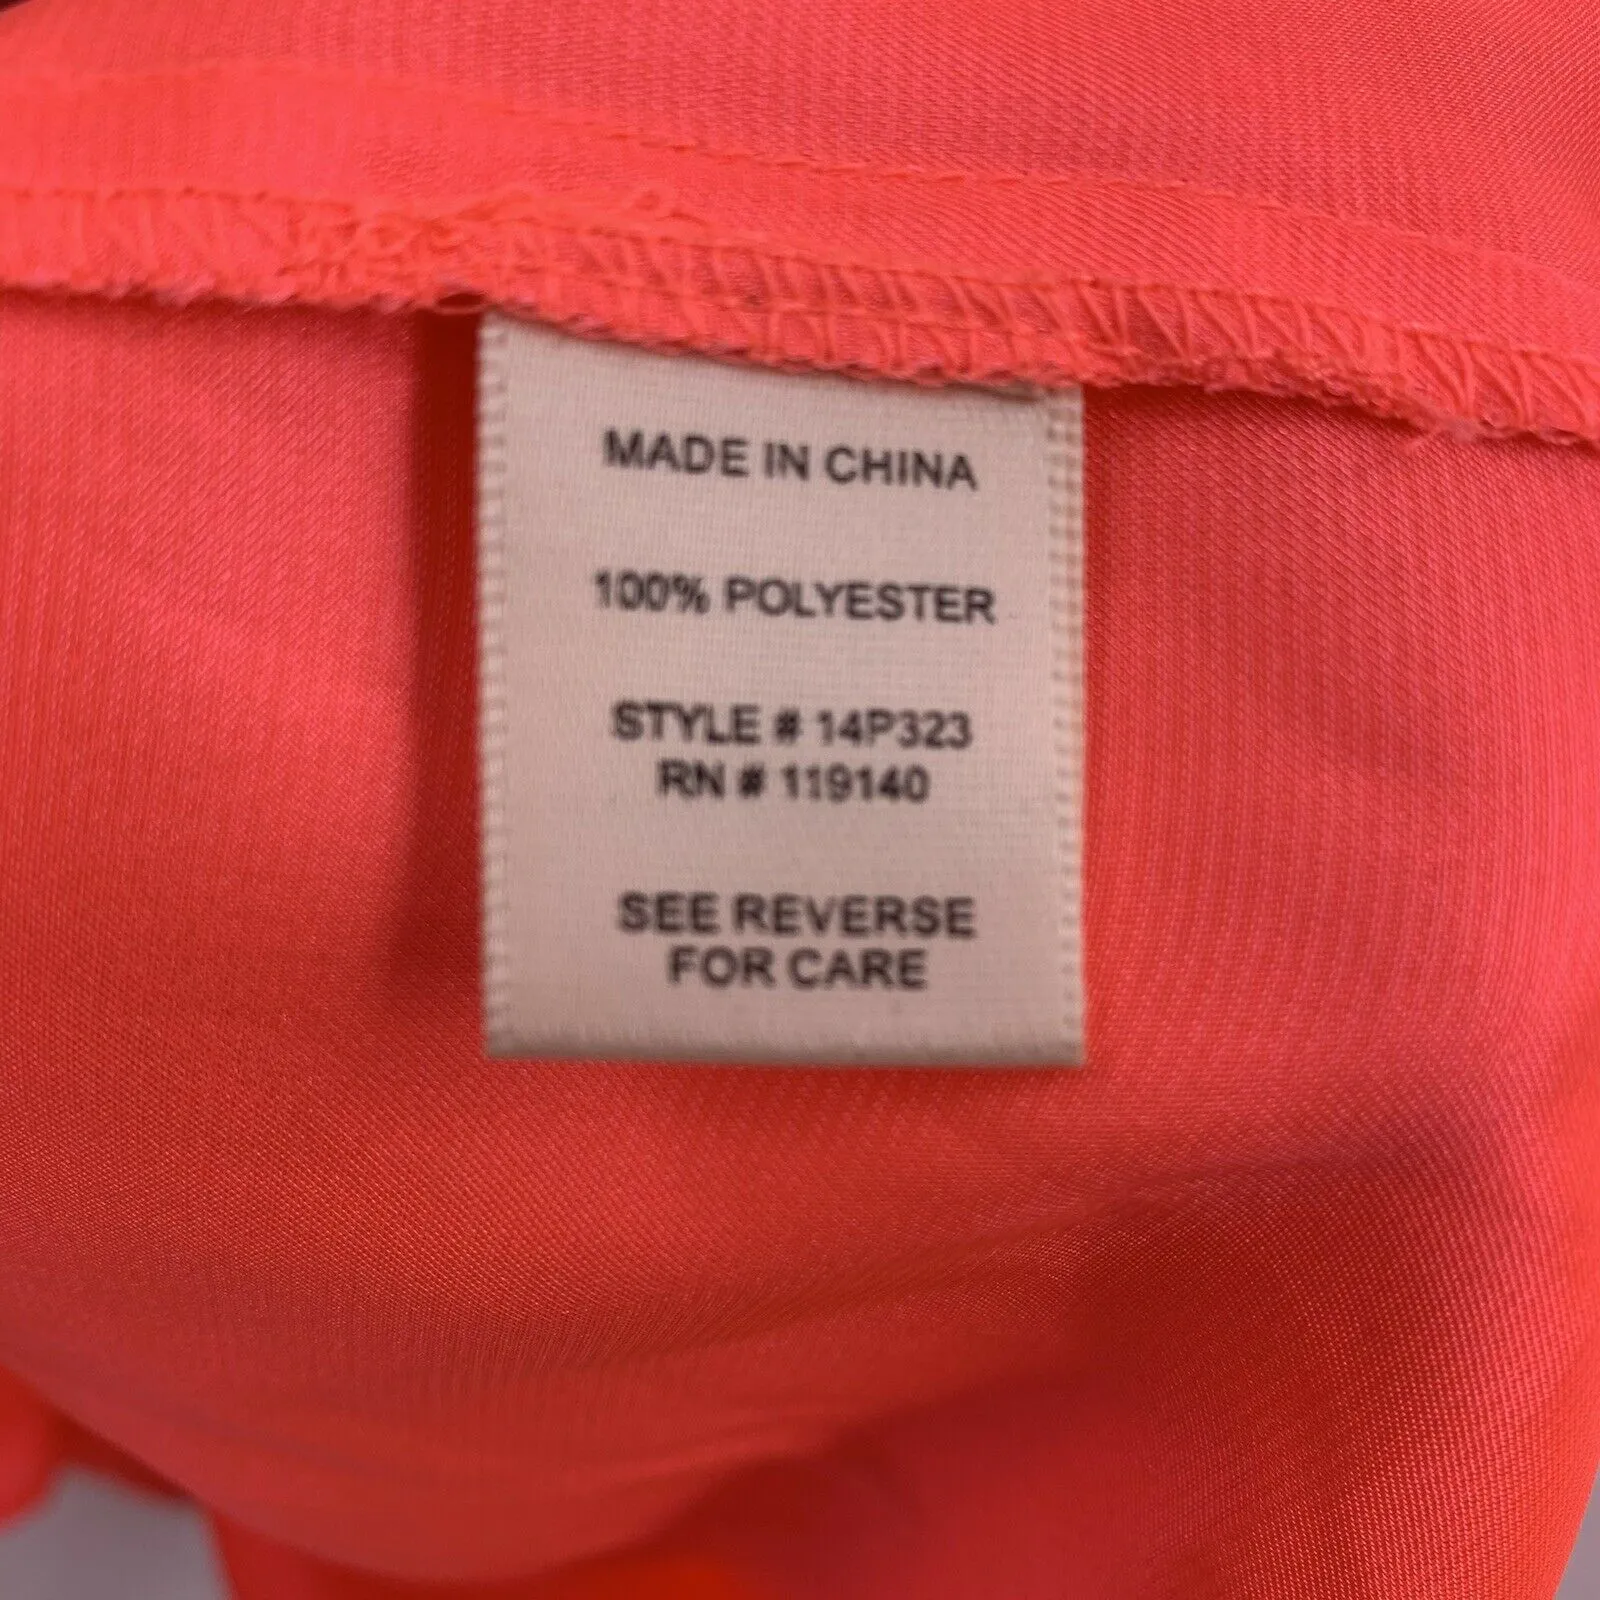 MADE IN CHINA
100% POLYESTER
STYLE # 14P323
RN # 119140
SEE REVERSE
FOR CARE